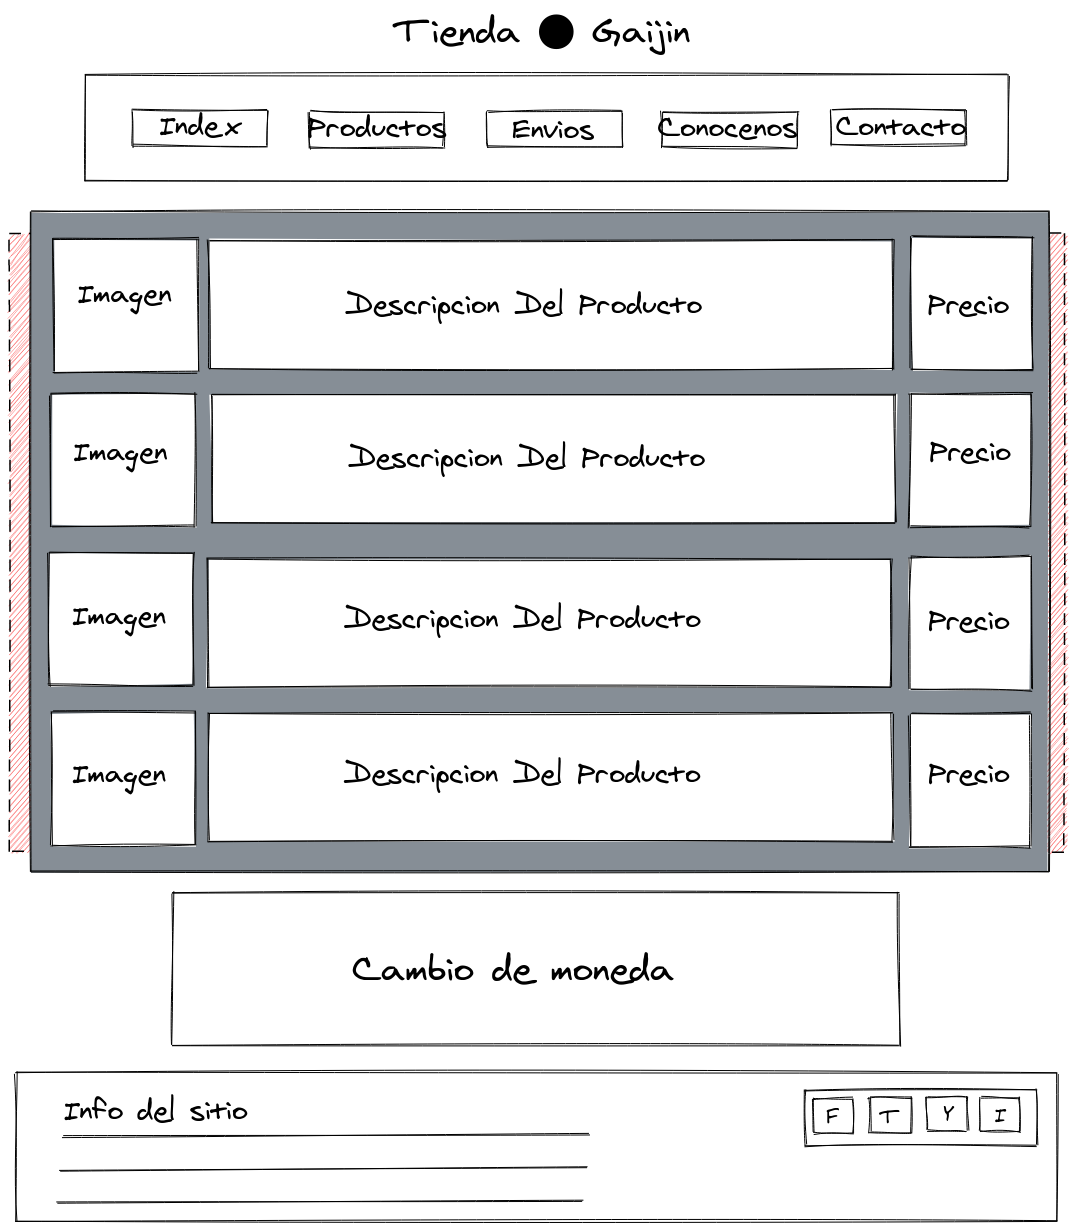 Tienda Gaijin
Index Productos Envios Conocenos Contacto
Imagen Descripcion Del Producto Precio
Imagen Descripcion Del Producto Precio
Imagen Descripcion Del Producto Precio
Imagen Descripcion Del Producto Precio
Cambio de moneda
Info del sitio
F T Y I